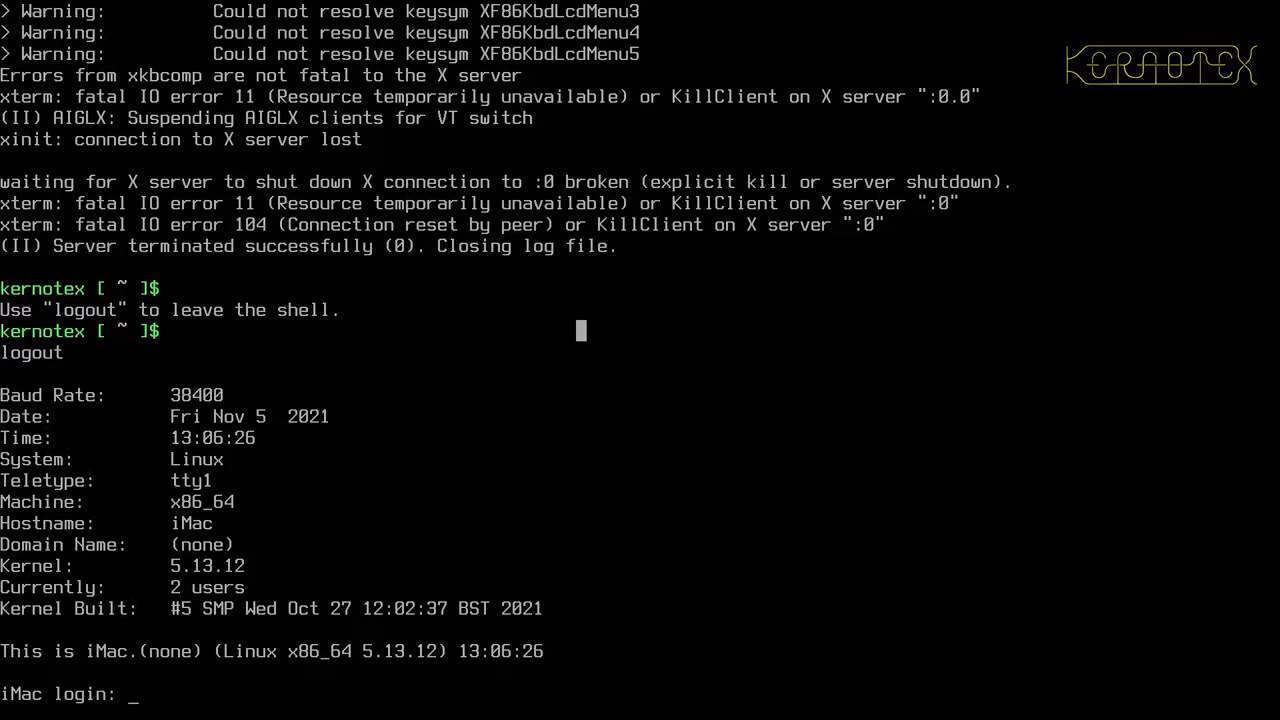 > Warning:          Could not resolve keysym XF86KbdLcdMenu3
> Warning:          Could not resolve keysym XF86KbdLcdMenu4
> Warning:          Could not resolve keysym XF86KbdLcdMenu5
KERNOTEX
Errors from xkbcomp are not fatal to the X server
xterm: fatal IO error 11 (Resource temporarily unavailable) or KillClient on X server ":0.0"
(II) AIGLX: Suspending AIGLX clients for VT switch
xinit: connection to X server lost
waiting for X server to shut down X connection to :0 broken (explicit kill or server shutdown).
xterm: fatal IO error 11 (Resource temporarily unavailable) or KillClient on X server ":0"
xterm: fatal IO error 104 (Connection reset by peer) or KillClient on X server ":0"
(II) Server terminated successfully (0). Closing log file.
kernotex [ ~ ]$
Use "logout" to leave the shell.
kernotex [ ~ ]$
logout
Baud Rate:      38400
Date:           Fri Nov 5  2021
Time:           13:06:26
System:         Linux
Teletype:       tty1
Machine:        x86_64
Hostname:       iMac
Domain Name:    (none)
Kernel:         5.13.12
Currently:      2 users
Kernel Built:   #5 SMP Wed Oct 27 12:02:37 BST 2021
This is iMac.(none) (Linux x86_64 5.13.12) 13:06:26
iMac login: _